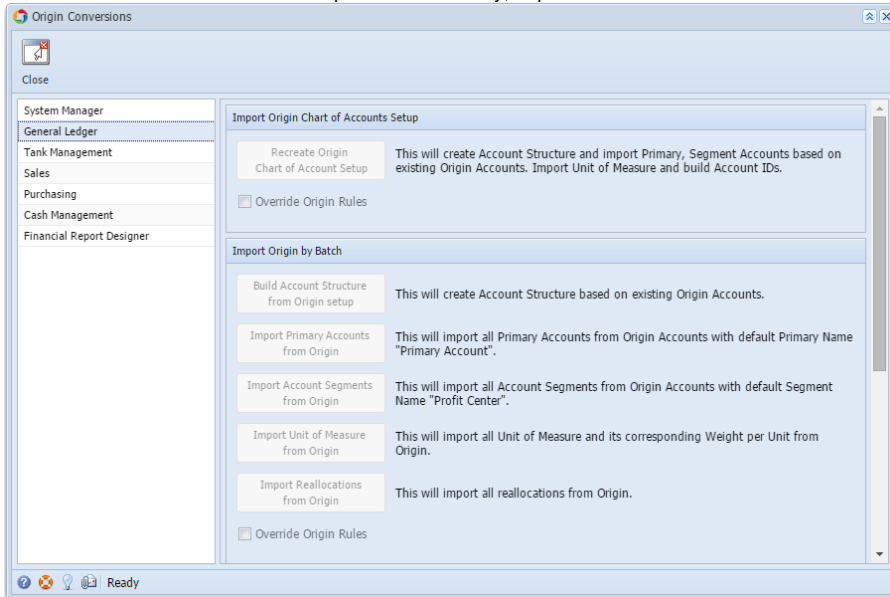 Origin Conversions
Close
System Manager
General Ledger
Tank Management
Sales
Purchasing
Cash Management
Financial Report Designer
Import Origin Chart of Accounts Setup
Recreate Origin
Chart of Account Setup
This will create Account Structure and import Primary, Segment Accounts based on
existing Origin Accounts. Import Unit of Measure and build Account IDs.
Override Origin Rules
Import Origin by Batch
Build Account Structure
from Origin setup
This will create Account Structure based on existing Origin Accounts.
Import Primary Accounts
from Origin
This will import all Primary Accounts from Origin Accounts with default Primary Name
"Primary Account".
Import Account Segments
from Origin
This will import all Account Segments from Origin Accounts with default Segment
Name "Profit Center".
Import Unit of Measure
from Origin
This will import all Unit of Measure and its corresponding Weight per Unit from
Origin.
Import Reallocations
from Origin
This will import all reallocations from Origin.
Override Origin Rules
Ready